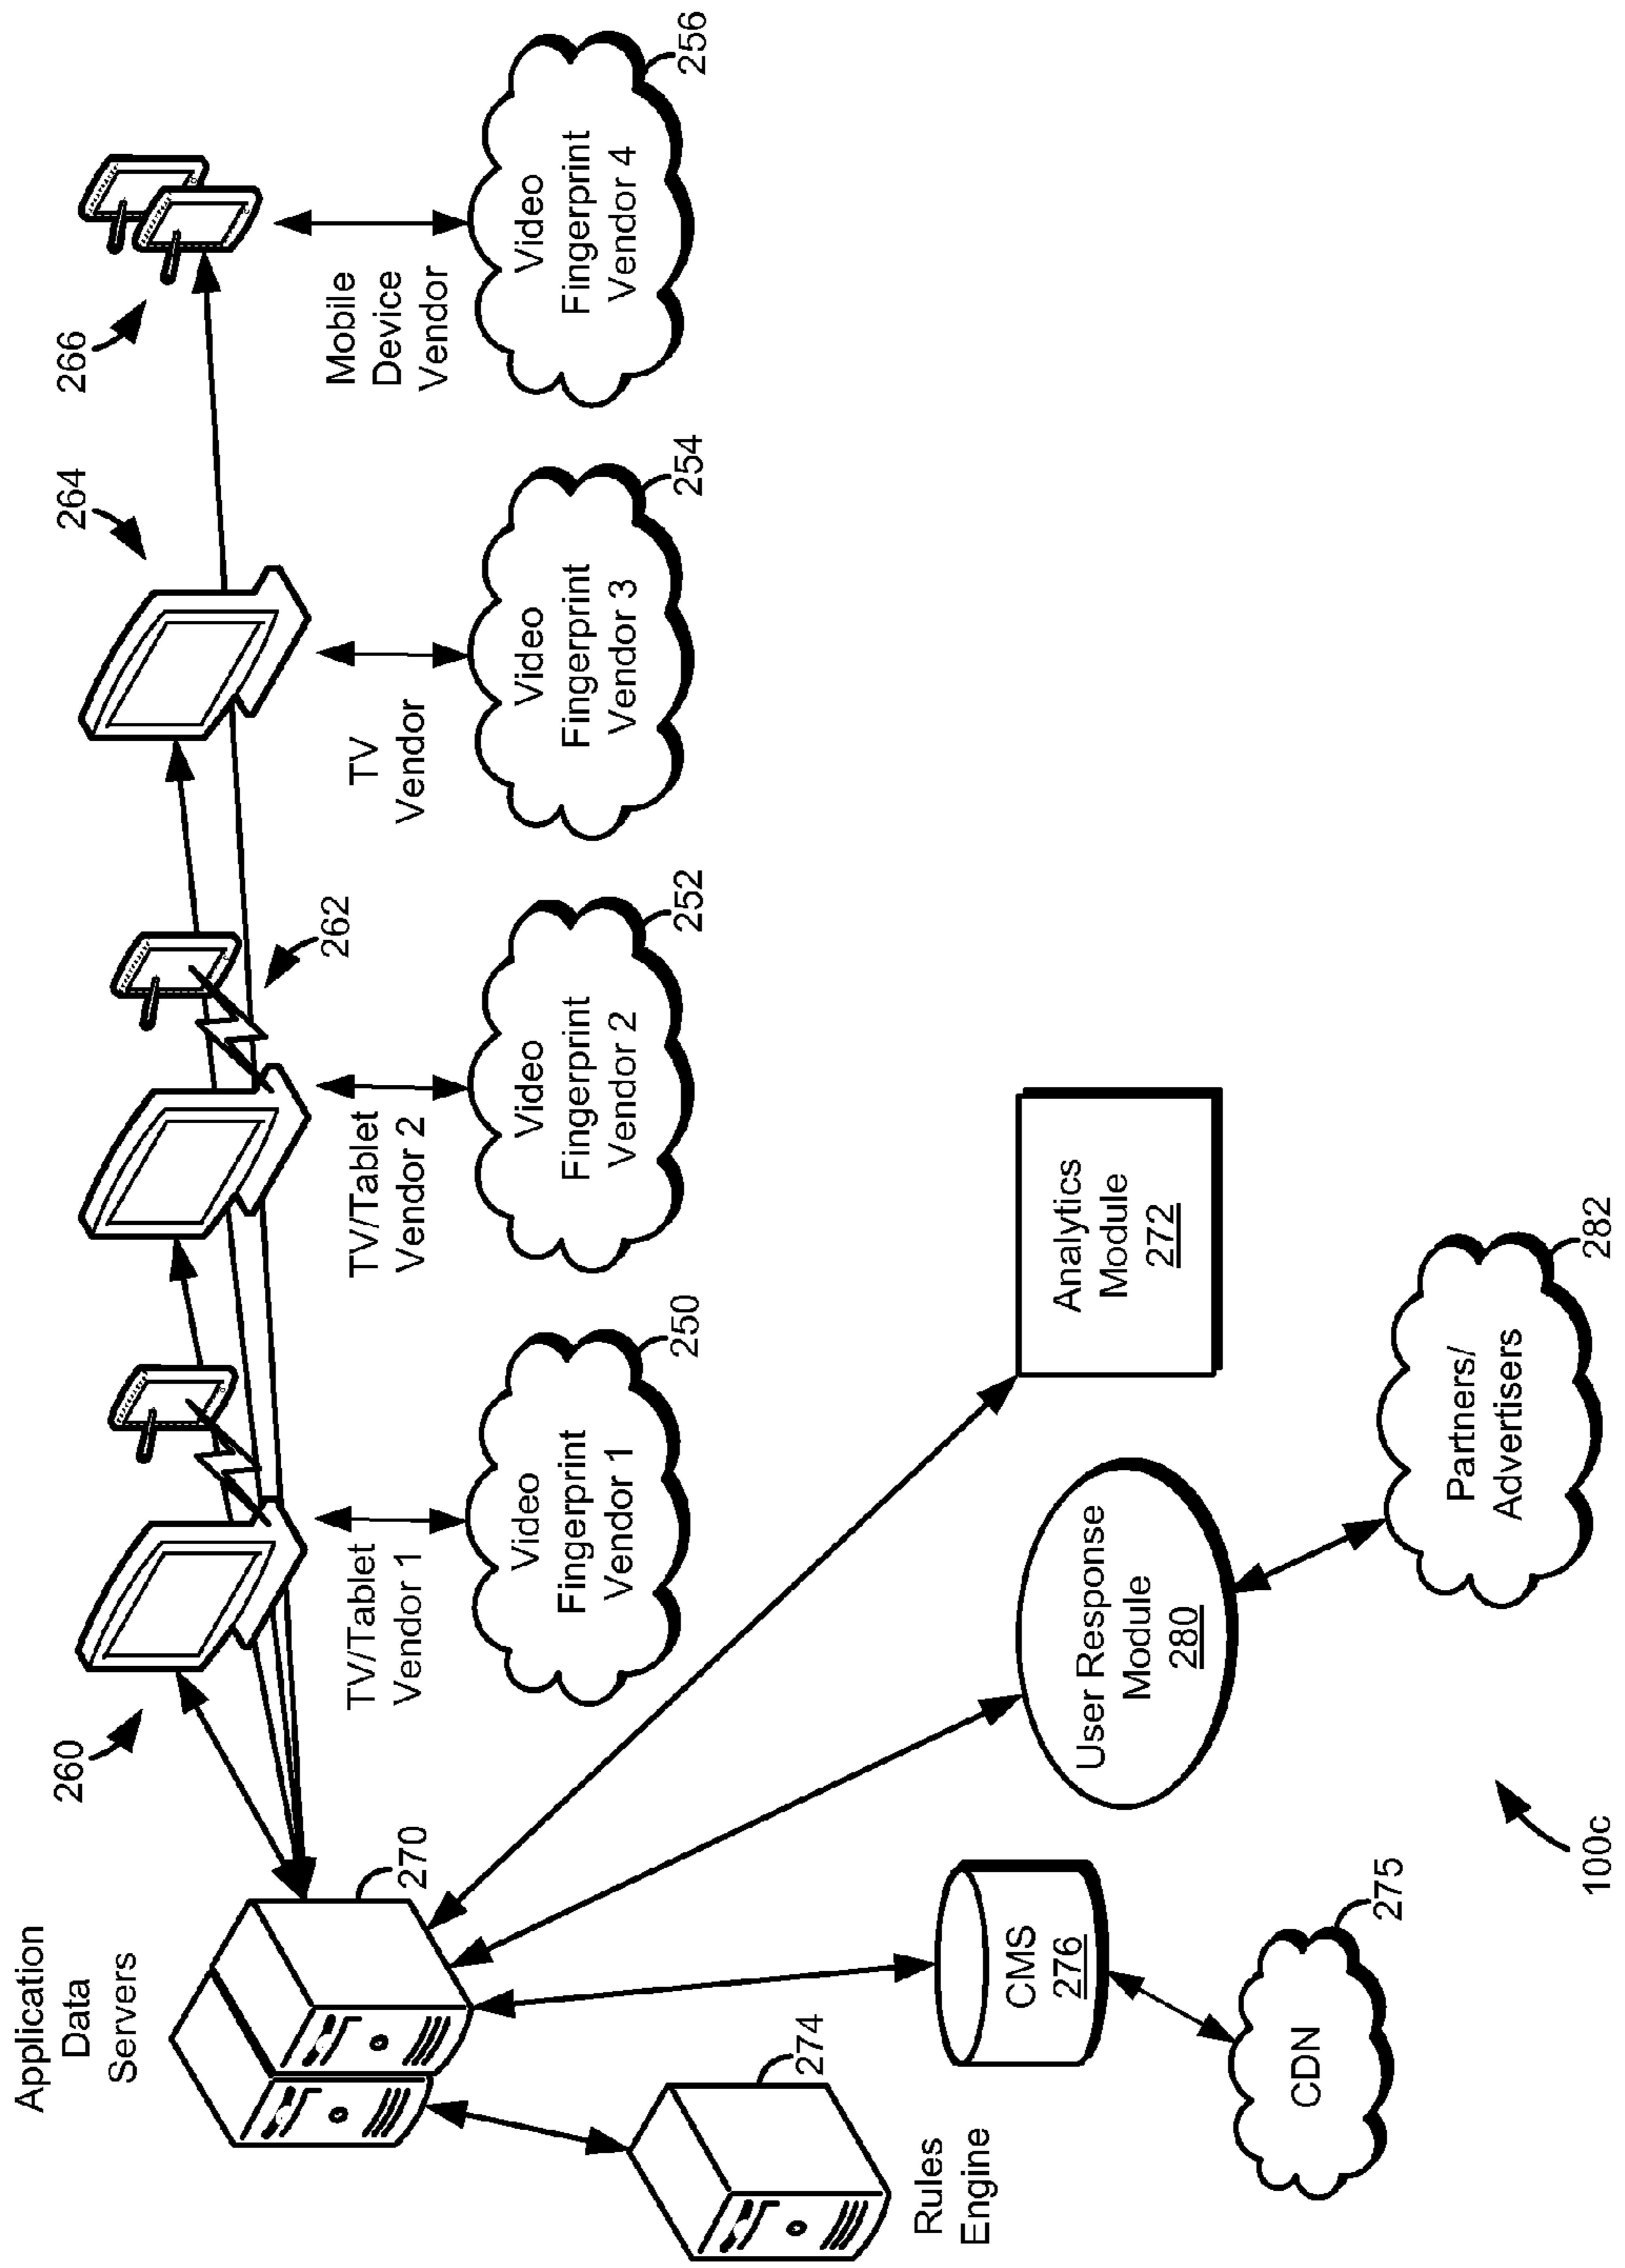 260
262
264
266
Application
Data
Servers
270
TV/Tablet
Vendor 1
TV/Tablet
Vendor 2
TV
Vendor
Mobile
Device
Vendor
Video
Fingerprint
Vendor 1
250
Video
Fingerprint
Vendor 2
252
Video
Fingerprint
Vendor 3
254
Video
Fingerprint
Vendor 4
256
274
Rules
Engine
CMS
276
CDN
275
User Response
Module
280
Analytics
Module
272
Partners/
Advertisers
282
100c